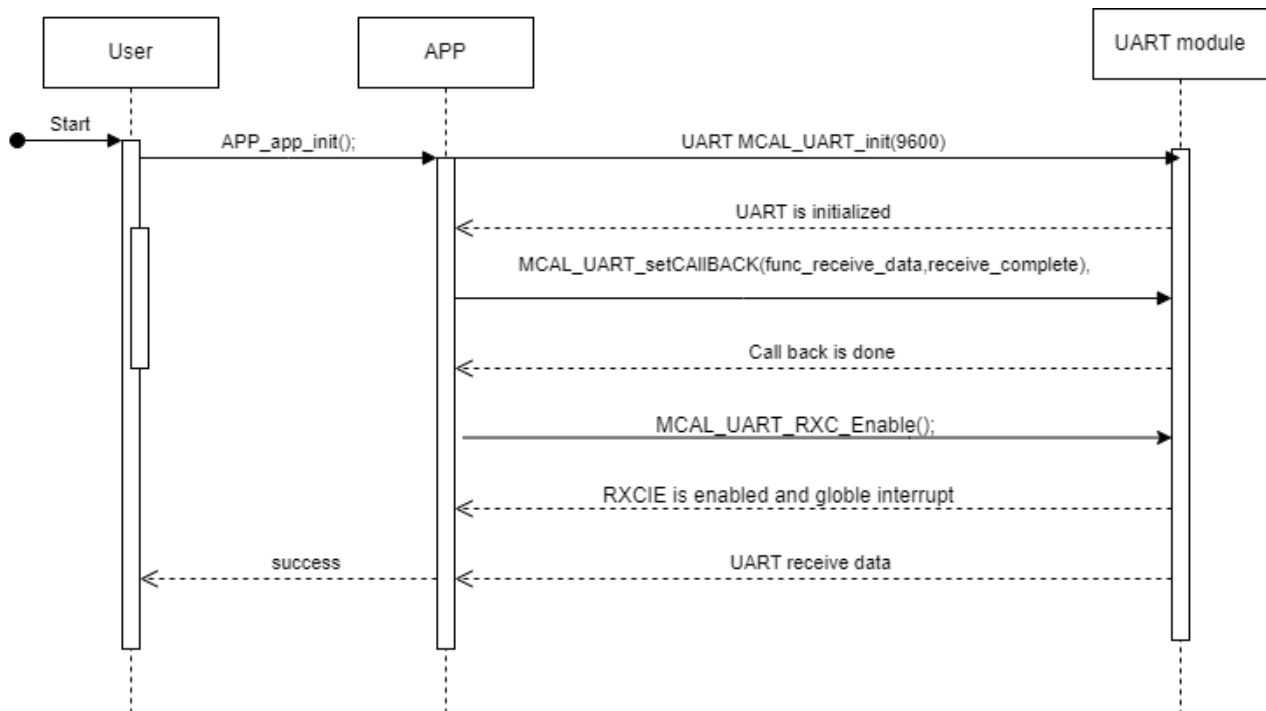 User
APP
UART module
Start
APP_app_init();
UART MCAL_UART_init(9600)
UART is initialized
MCAL_UART_setCAllBACK(func_receive_data,receive_complete),
Call back is done
MCAL_UART_RXC_Enable();
RXCIE is enabled and globle interrupt
success
UART receive data